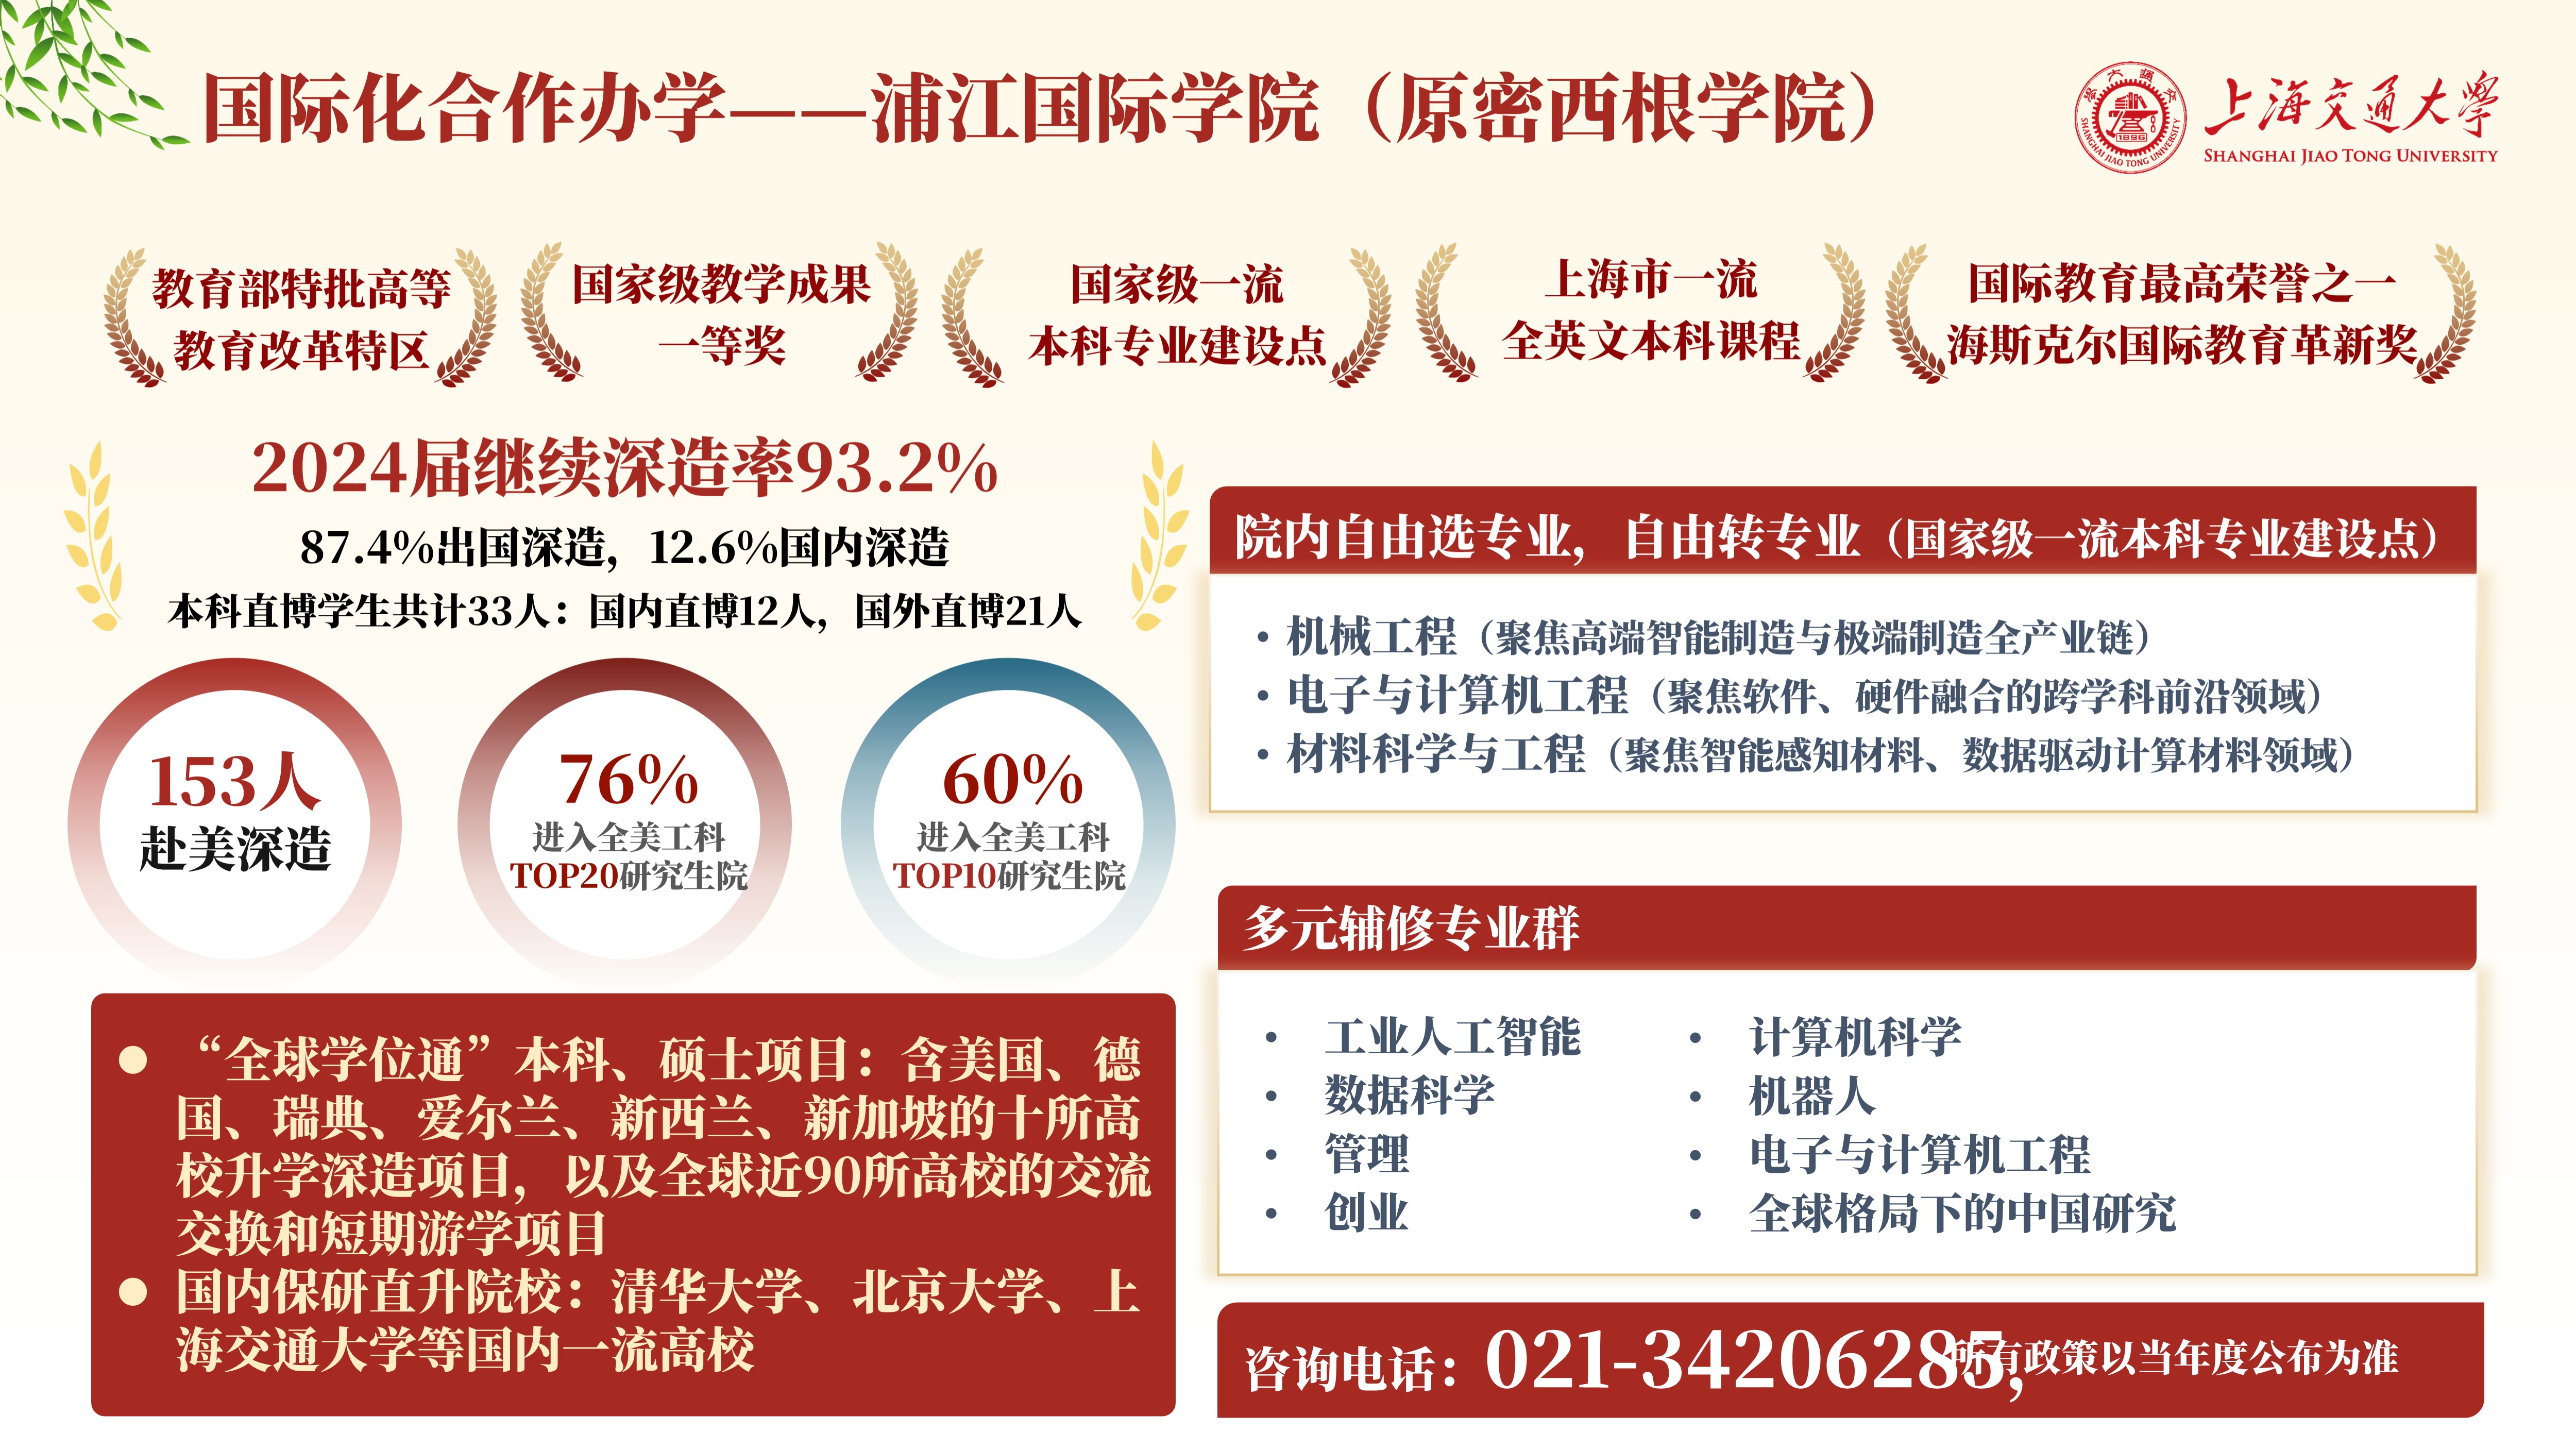 国际化合作办学——浦江国际学院（原密西根学院）
上海交通大学
SHANGHAI JIAO TONG UNIVERSITY
1896
SHANGHAI JIAO TONG UNIVERSITY
教育部特批高等
教育改革特区
国家级教学成果
一等奖
国家级一流
本科专业建设点
上海市一流
全英文本科课程
国际教育最高荣誉之一
海斯克尔国际教育革新奖
2024届继续深造率93.2%
87.4%出国深造，12.6%国内深造
本科直博学生共计33人：国内直博12人，国外直博21人
153人
赴美深造
76%
进入全美工科
TOP20研究生院
60%
进入全美工科
TOP10研究生院
● “全球学位通”本科、硕士项目：含美国、德
国、瑞典、爱尔兰、新西兰、新加坡的十所高
校升学深造项目，以及全球近90所高校的交流
交换和短期游学项目
● 国内保研直升院校：清华大学、北京大学、上
海交通大学等国内一流高校
院内自由选专业，自由转专业（国家级一流本科专业建设点）
• 机械工程（聚焦高端智能制造与极端制造全产业链）
• 电子与计算机工程（聚焦软件、硬件融合的跨学科前沿领域）
• 材料科学与工程（聚焦智能感知材料、数据驱动计算材料领域）
多元辅修专业群
• 工业人工智能
• 数据科学
• 管理
• 创业
• 计算机科学
• 机器人
• 电子与计算机工程
• 全球格局下的中国研究
咨询电话：021-34206285,
所有政策以当年度公布为准